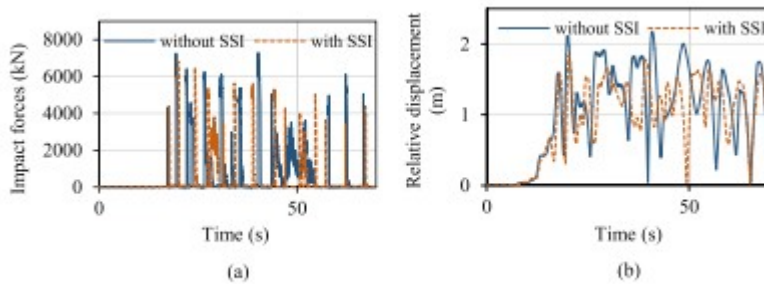 8000
6000
4000
2000
0
Impact forces (kN)
without SSI
with SSI
0
50
Time (s)
(a)
2
1
0
Relative displacement
(m)
without SSI
with SSI
0
50
Time (s)
(b)